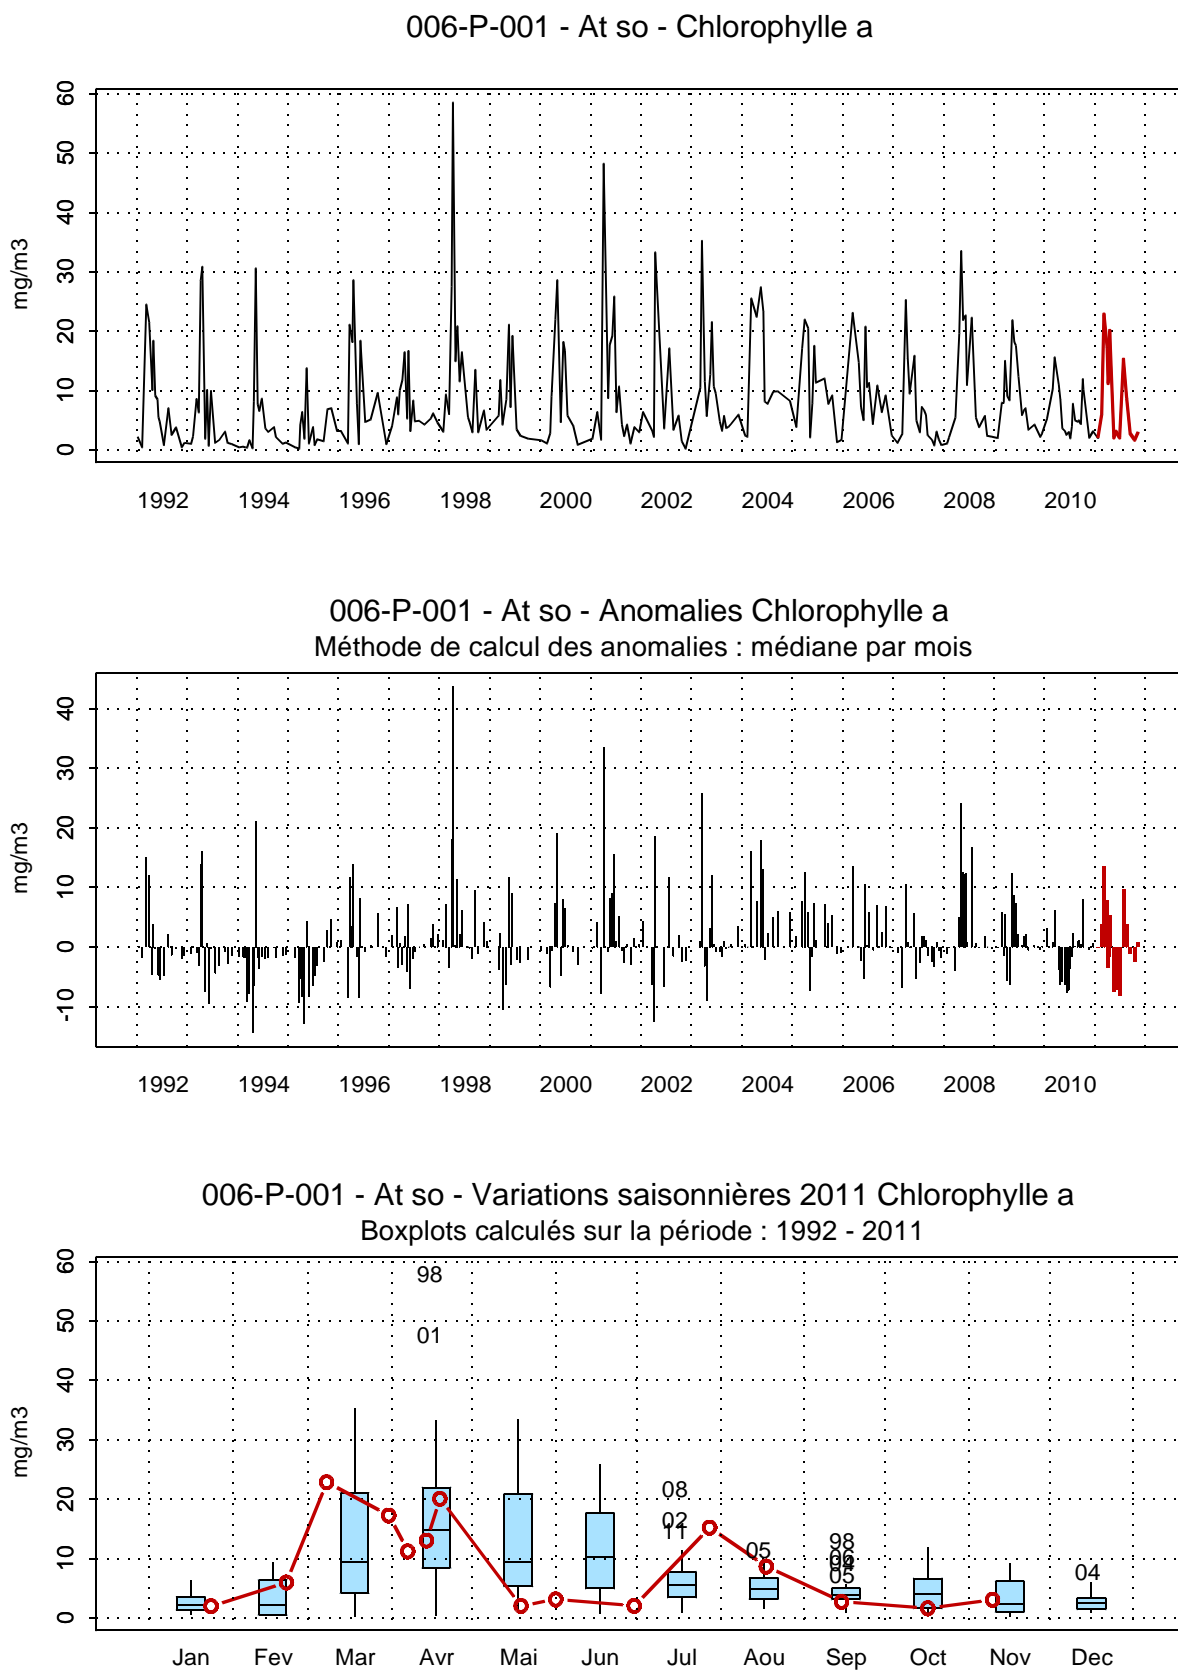 006-P-001 - At so - Chlorophylle a
60
50
40
30
20
10
0
mg/m3
1992 1994 1996 1998 2000 2002 2004 2006 2008 2010
006-P-001 - At so - Anomalies Chlorophylle a
Méthode de calcul des anomalies : médiane par mois
40
30
20
10
0
-10
mg/m3
1992 1994 1996 1998 2000 2002 2004 2006 2008 2010
006-P-001 - At so - Variations saisonnières 2011 Chlorophylle a
Boxplots calculés sur la période : 1992 - 2011
60
50
40
30
20
10
0
mg/m3
98
01
08
02
11
05
98
06
05
04
Jan Fev Mar Avr Mai Jun Jul Aou Sep Oct Nov Dec